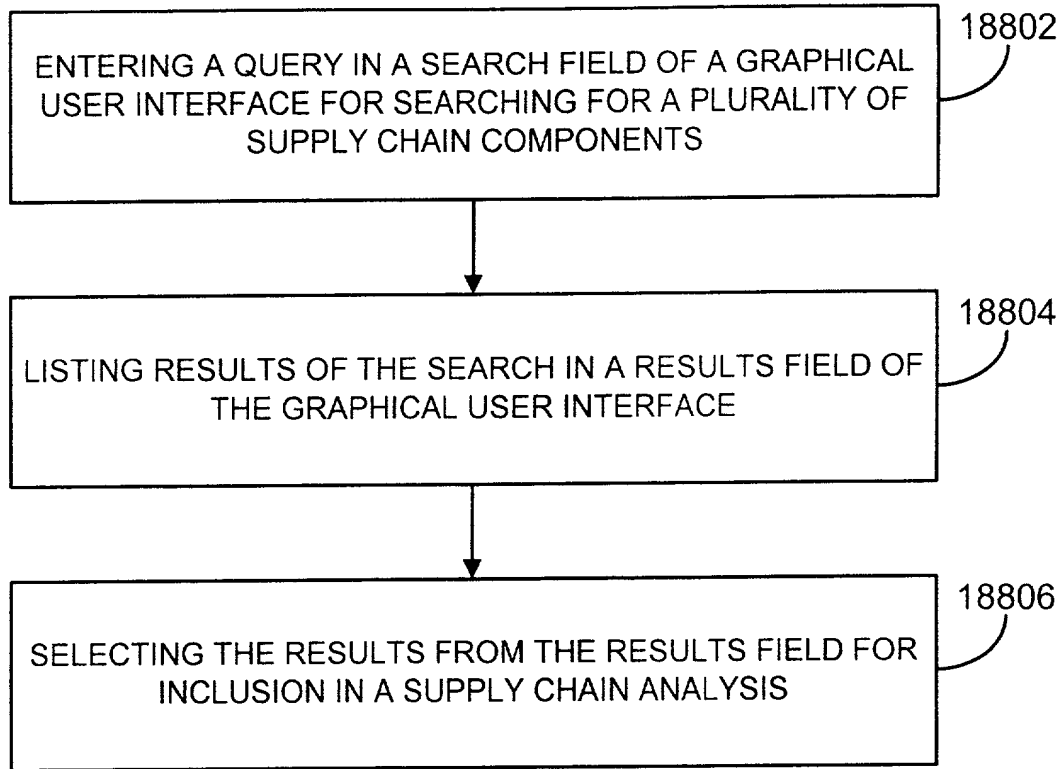 18802
ENTERING A QUERY IN A SEARCH FIELD OF A GRAPHICAL
USER INTERFACE FOR SEARCHING FOR A PLURALITY OF
SUPPLY CHAIN COMPONENTS
18804
LISTING RESULTS OF THE SEARCH IN A RESULTS FIELD OF
THE GRAPHICAL USER INTERFACE
18806
SELECTING THE RESULTS FROM THE RESULTS FIELD FOR
INCLUSION IN A SUPPLY CHAIN ANALYSIS